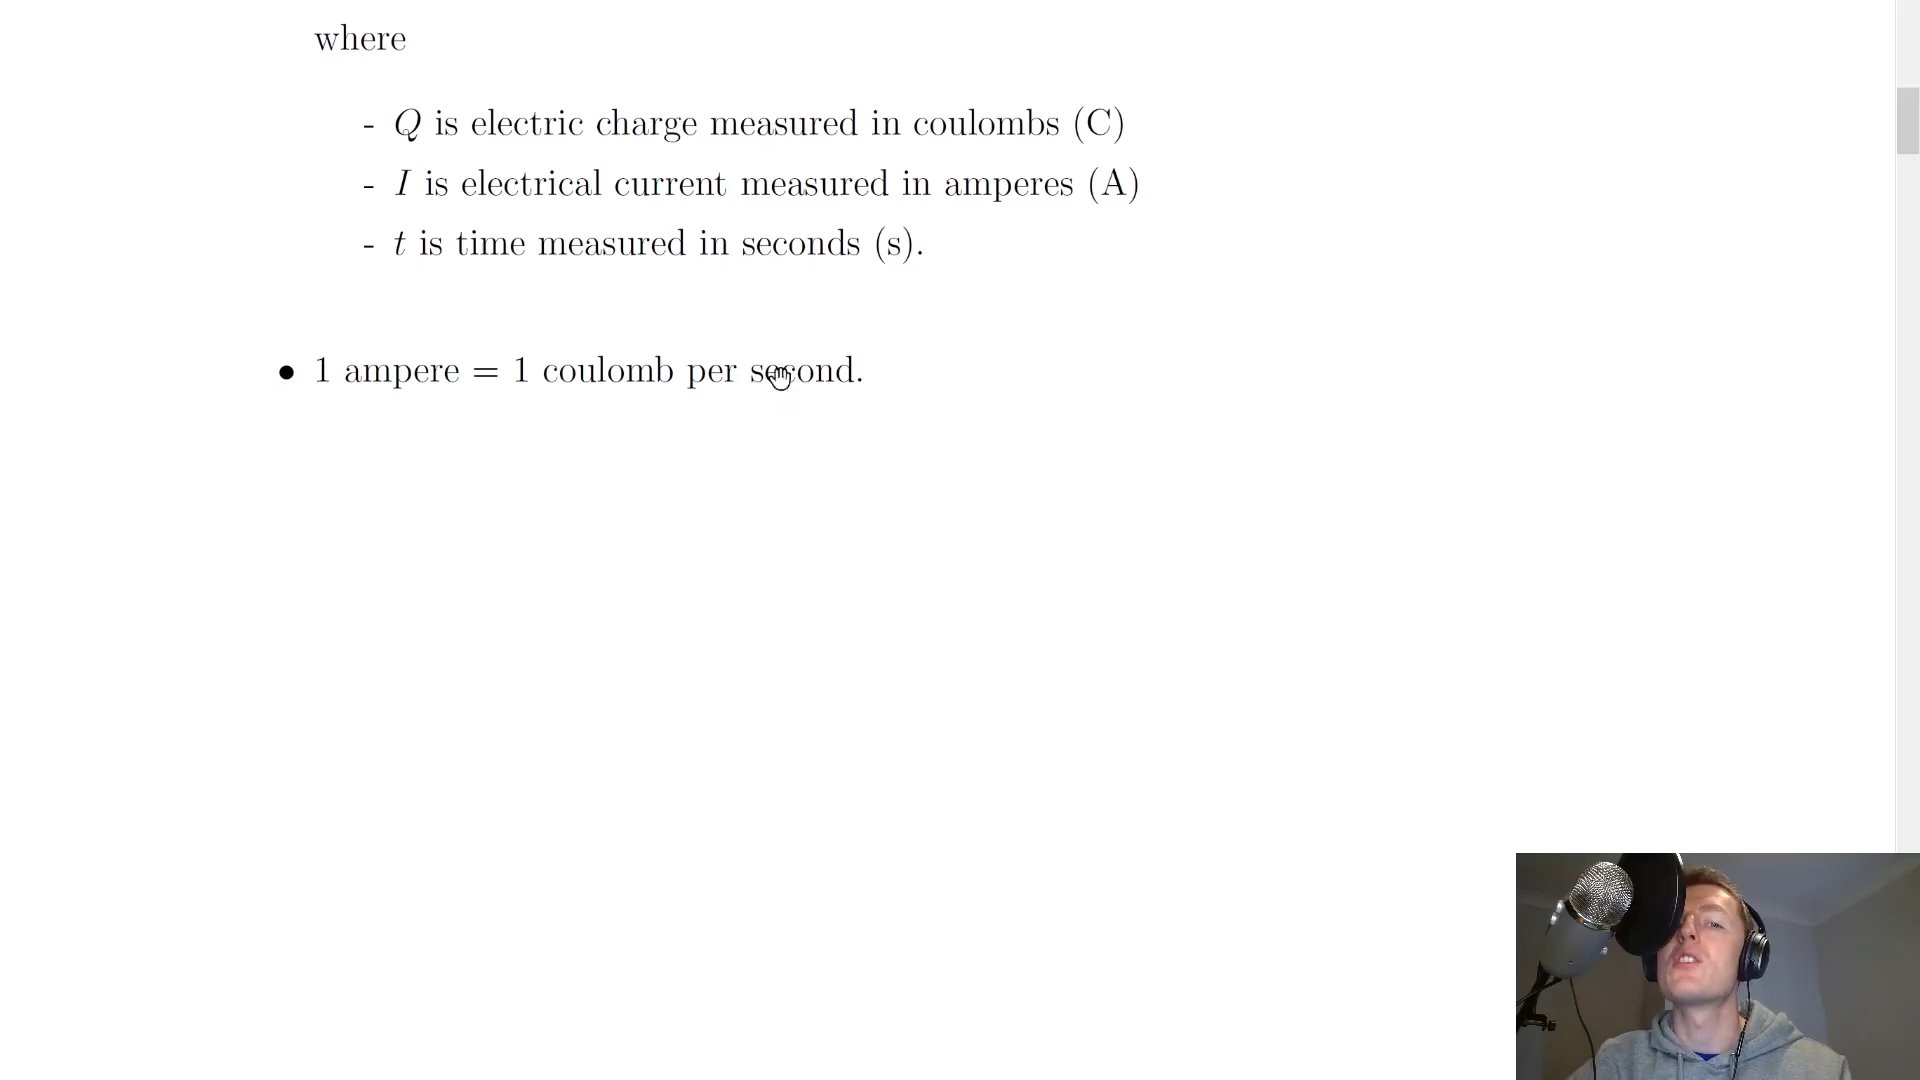 where
- Q is electric charge measured in coulombs (C)
- I is electrical current measured in amperes (A)
- t is time measured in seconds (s).
• 1 ampere = 1 coulomb per second.